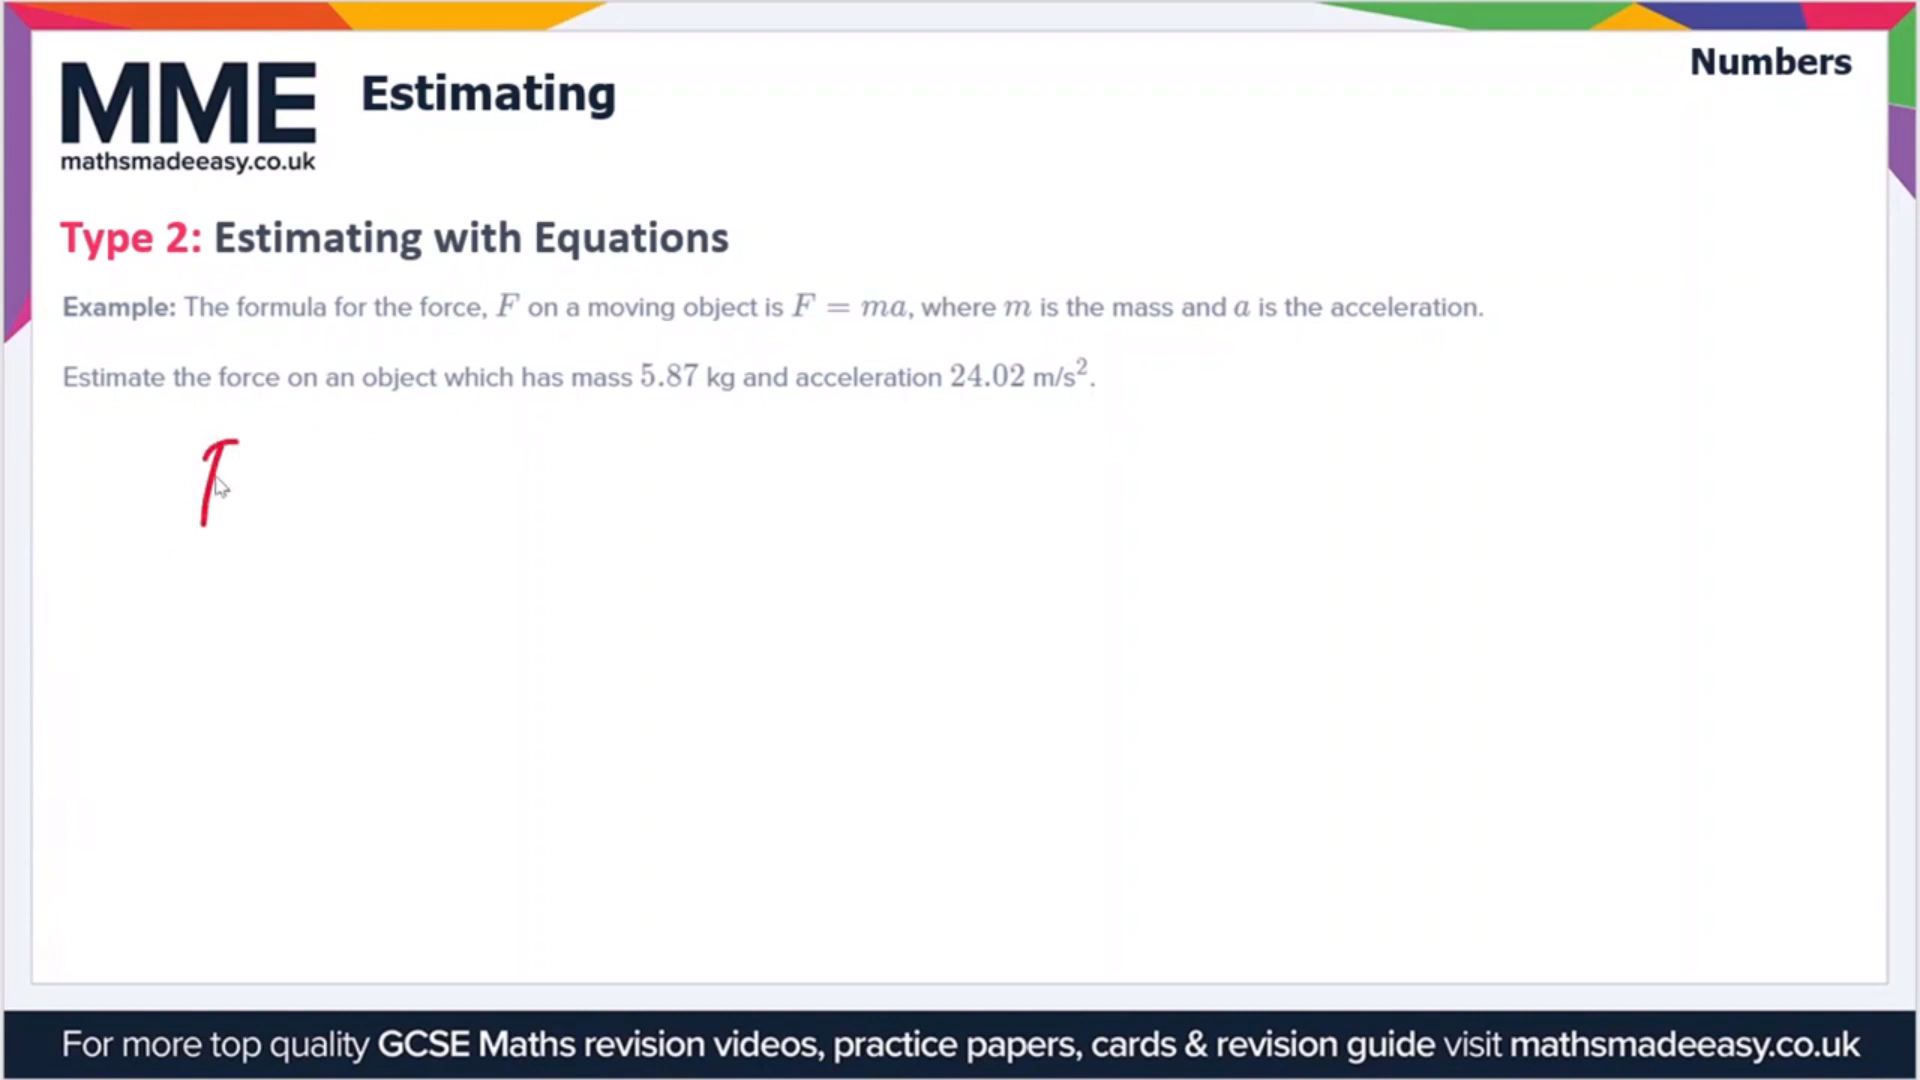 MME
mathsmadeeasy.co.uk
Estimating
Numbers
Type 2: Estimating with Equations
Example: The formula for the force, F on a moving object is F = ma, where m is the mass and a is the acceleration.
Estimate the force on an object which has mass 5.87 kg and acceleration 24.02 m/s².
For more top quality GCSE Maths revision videos, practice papers, cards & revision guide visit mathsmadeeasy.co.uk